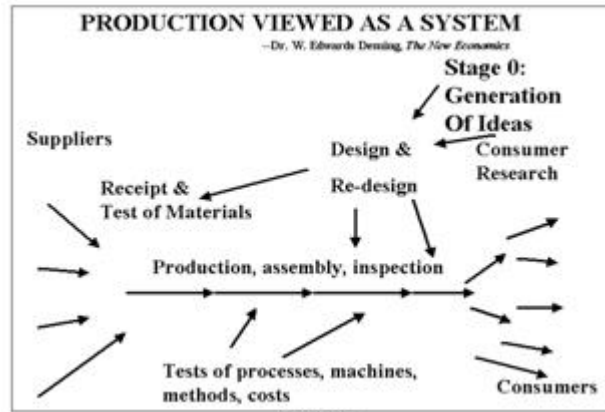 PRODUCTION VIEWED AS A SYSTEM
--Dr. W. Edwards Deming, The New Economics
Stage 0:
Generation
Of Ideas
Suppliers
Design &
Re-design
Consumer
Research
Receipt &
Test of Materials
Production, assembly, inspection
Tests of processes, machines,
methods, costs
Consumers